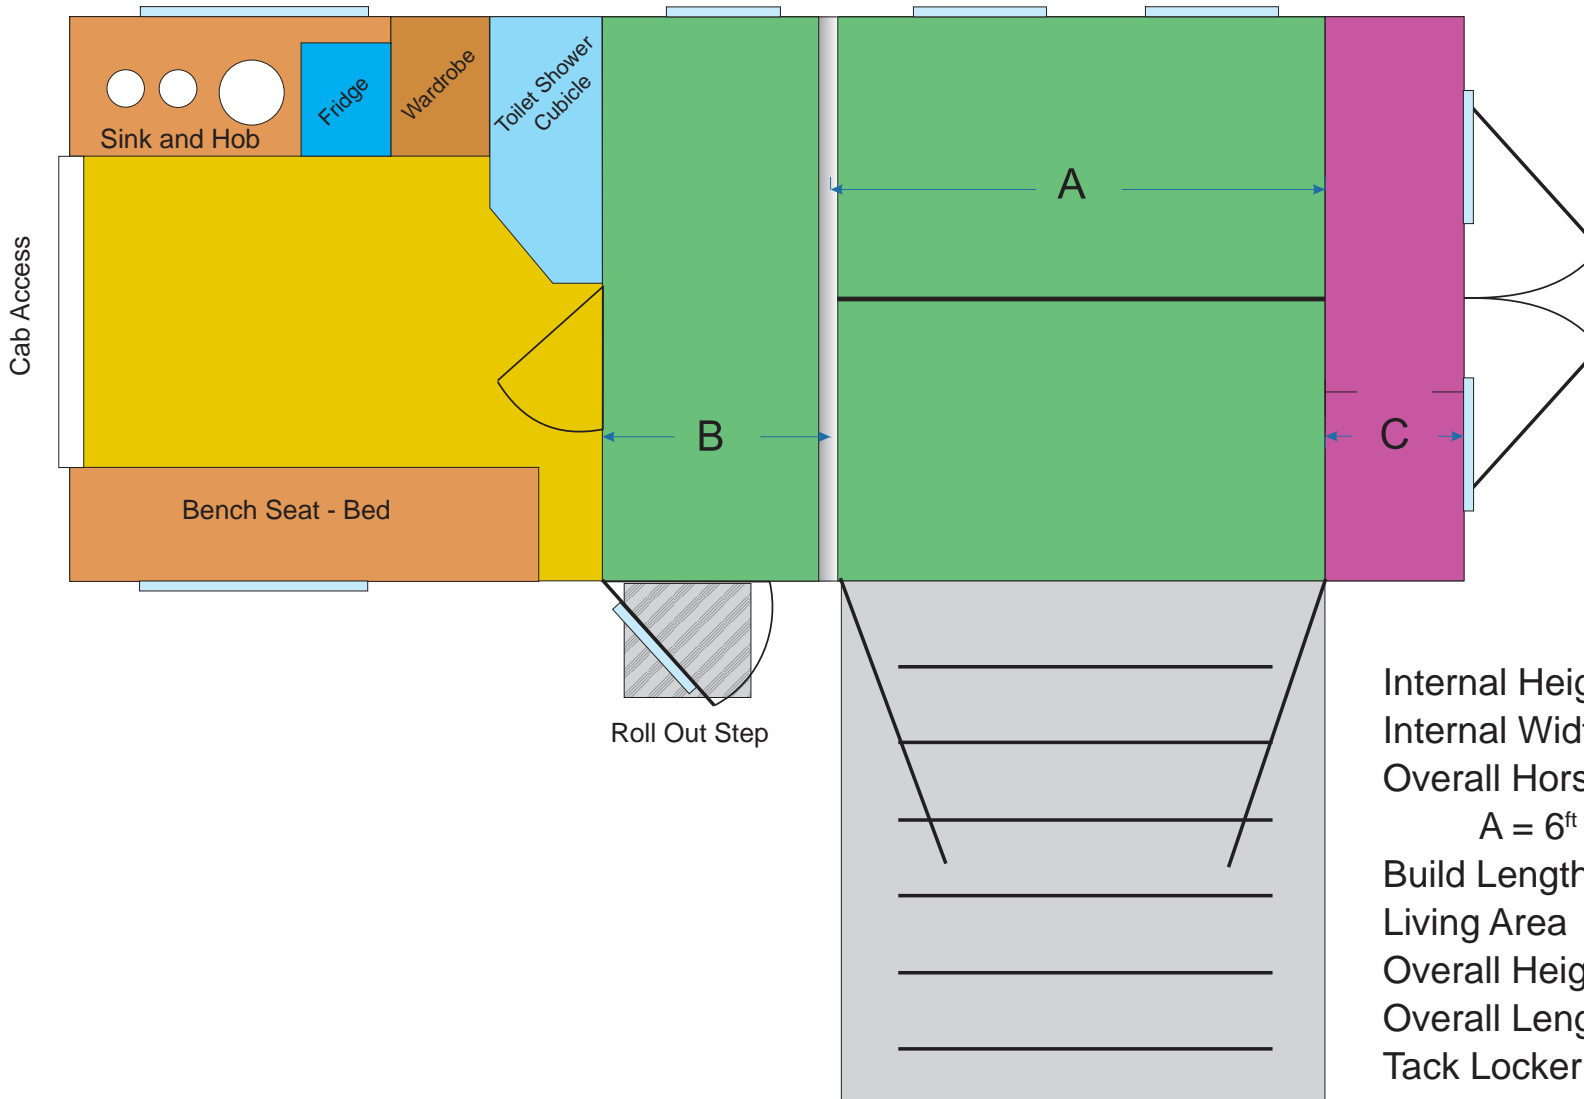 Sink and Hob
Fridge
Wardrobe
Toilet Shower
Cubicle
Cab Access
A
B
C
Bench Seat - Bed
Roll Out Step
Internal Heig
Internal Wid
Overall Hors
A = 6ft
Build Length
Living Area
Overall Heig
Overall Leng
Tack Locker